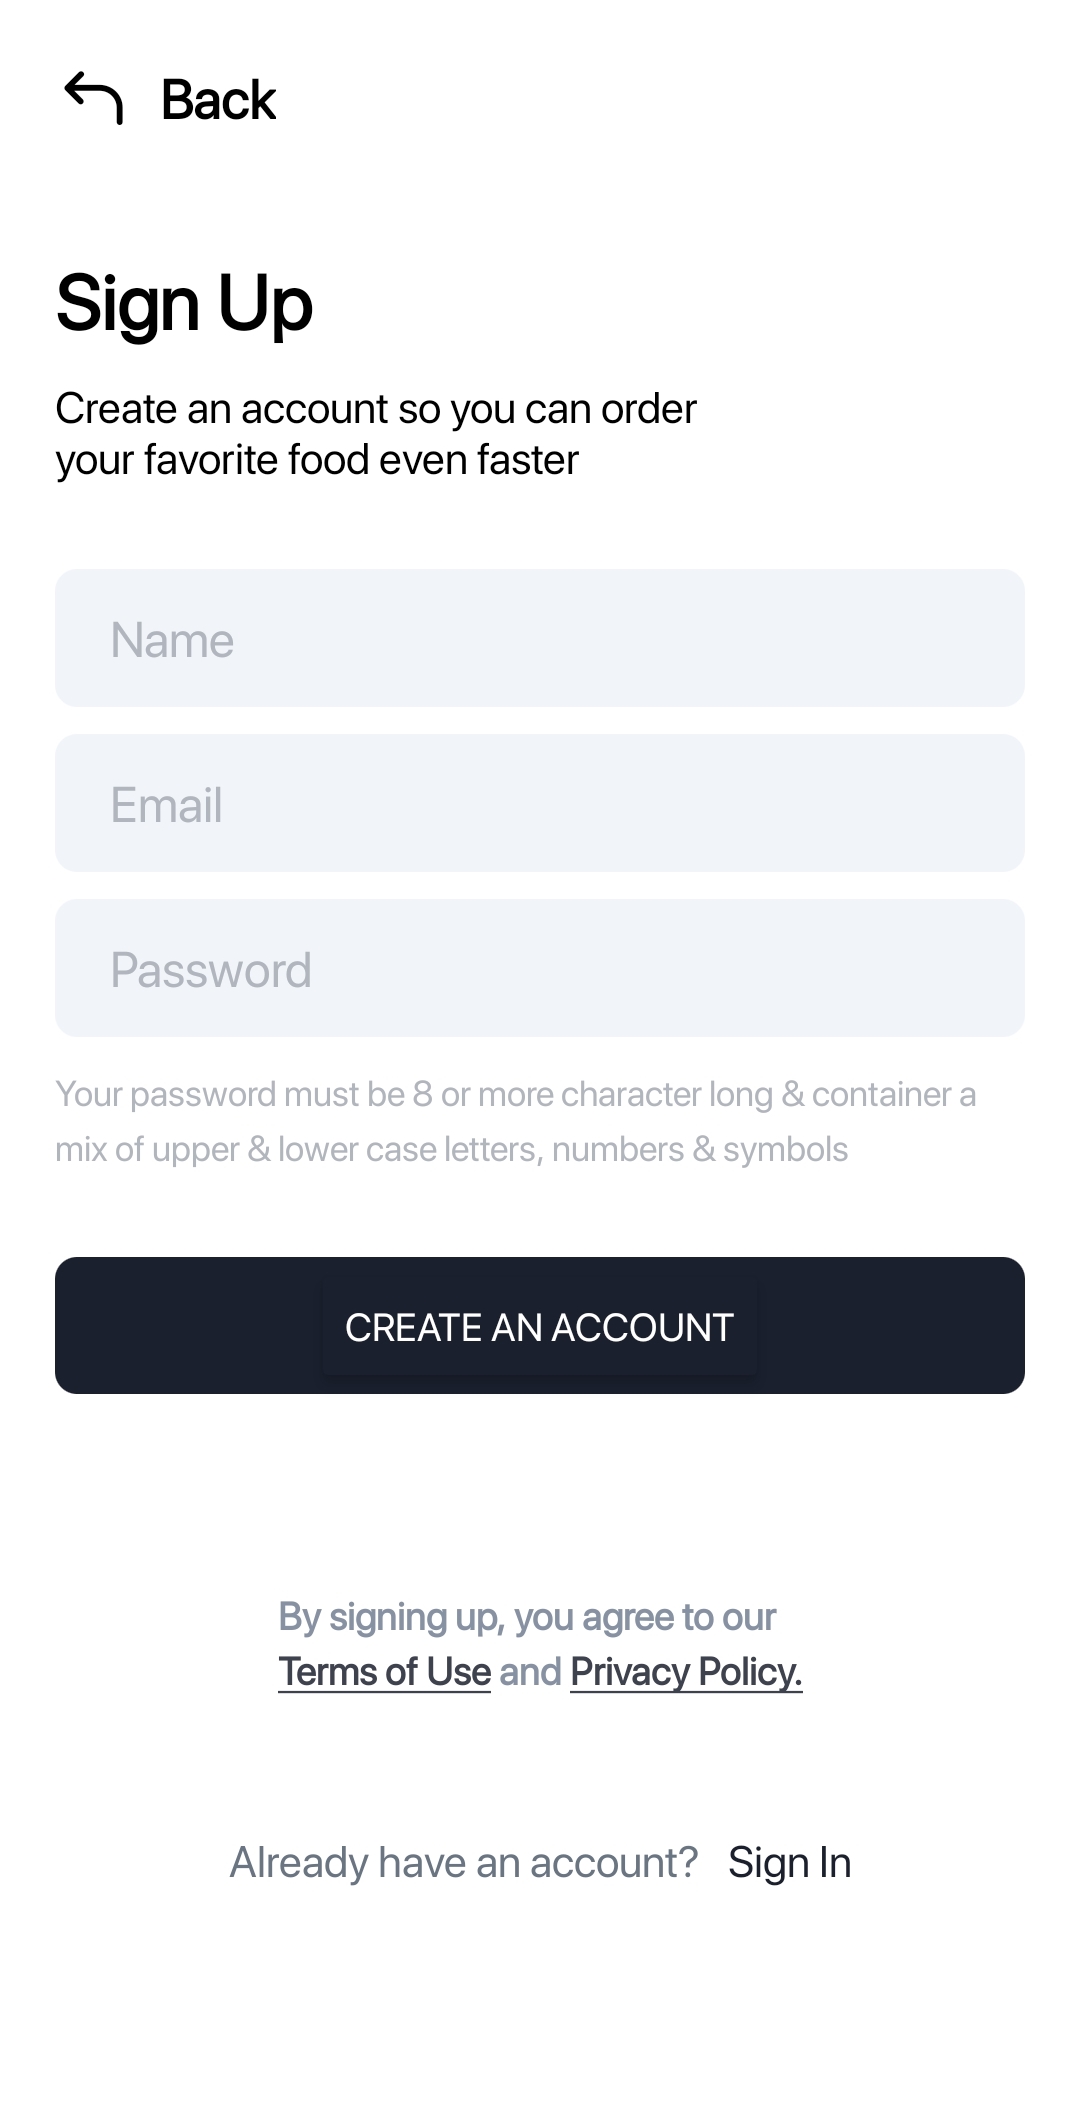 Back
Sign Up
Create an account so you can order
your favorite food even faster
Name
Email
Password
Your password must be 8 or more character long & container a
mix of upper & lower case letters, numbers & symbols
CREATE AN ACCOUNT
By signing up, you agree to our
Terms of Use and Privacy Policy.
Already have an account? Sign In